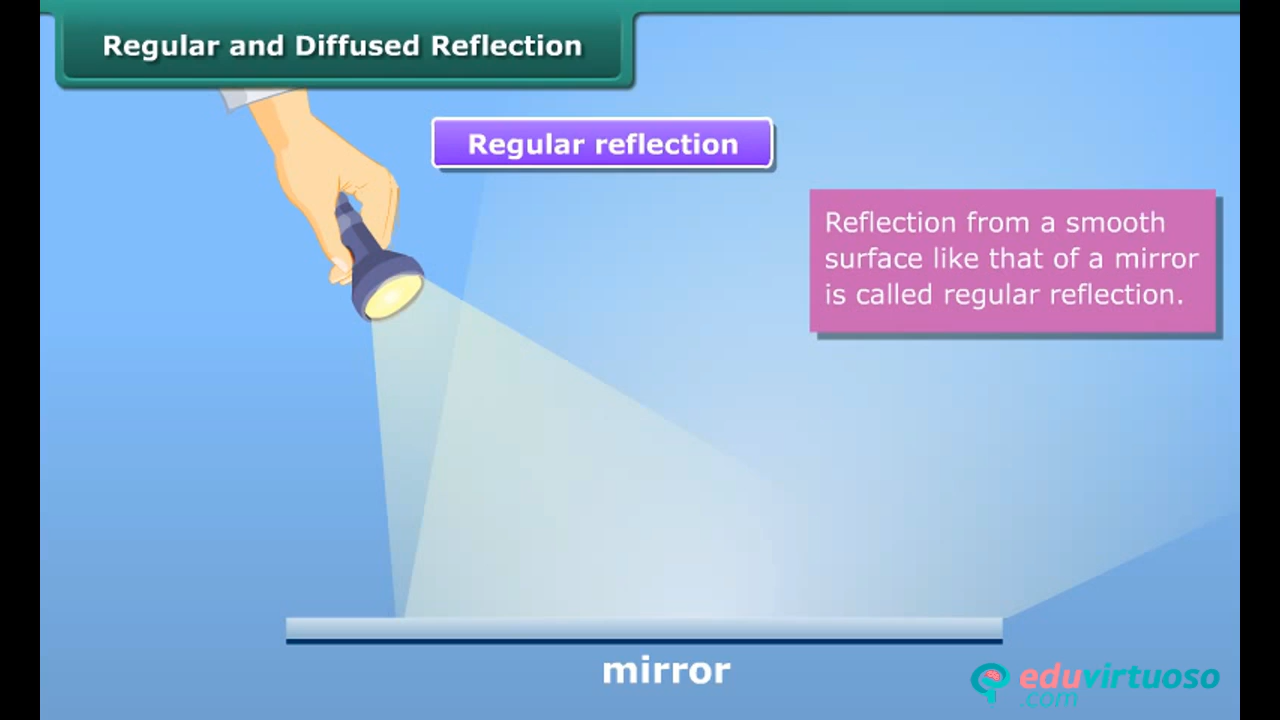 Regular and Diffused Reflection
Regular reflection
Reflection from a smooth
surface like that of a mirror
is called regular reflection.
mirror
eduvirtuoso
.com